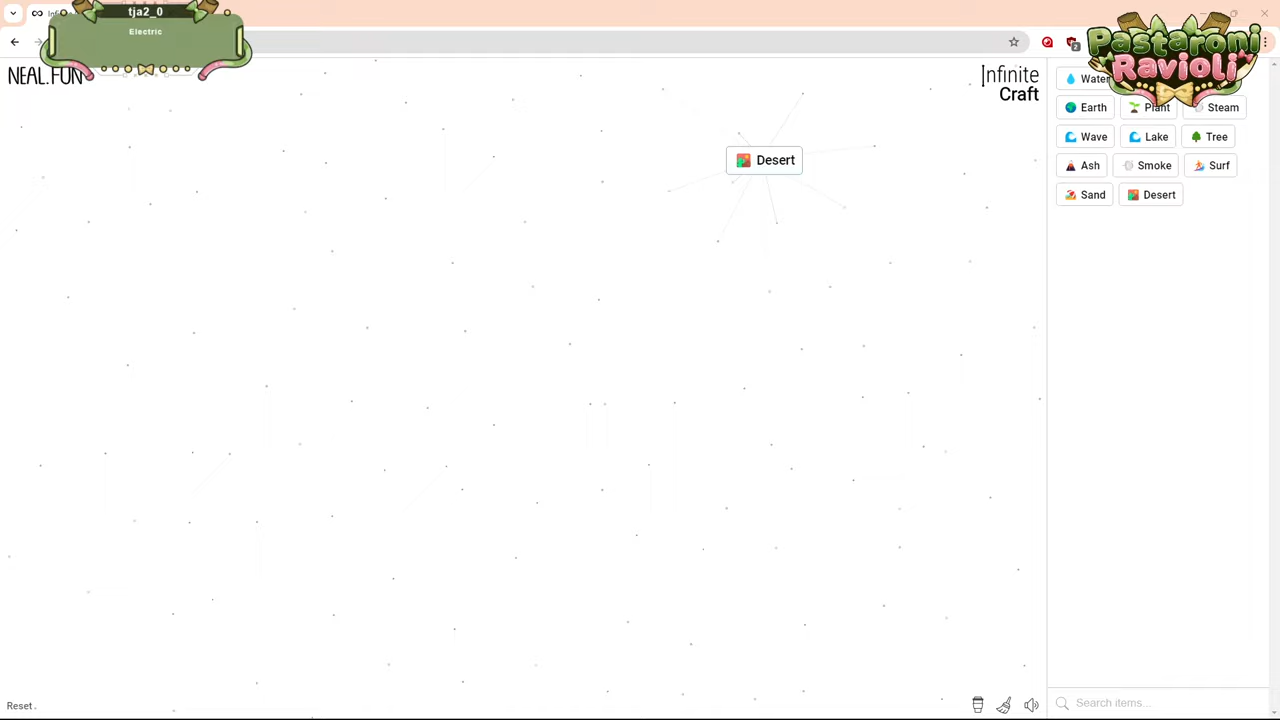 tja2_0
Electric
NEAL.FUN
Infinite
Craft
Pastaroni
Ravioli
2
Water
Earth
Plant
Steam
Wave
Lake
Tree
Ash
Smoke
Surf
Sand
Desert
Desert
Reset.
Search items...